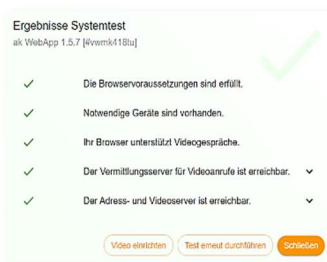 Ergebnisse Systemtest
ak WebApp 1.5.7 [#vwmk418tu]
Die Browservoraussetzungen sind erfüllt.
Notwendige Geräte sind vorhanden.
Ihr Browser unterstützt Videogespräche.
Der Vermittlungsserver für Videoanrufe ist erreichbar.
Der Adress- und Videoserver ist erreichbar.
Video einrichten Test erneut durchführen Schließen